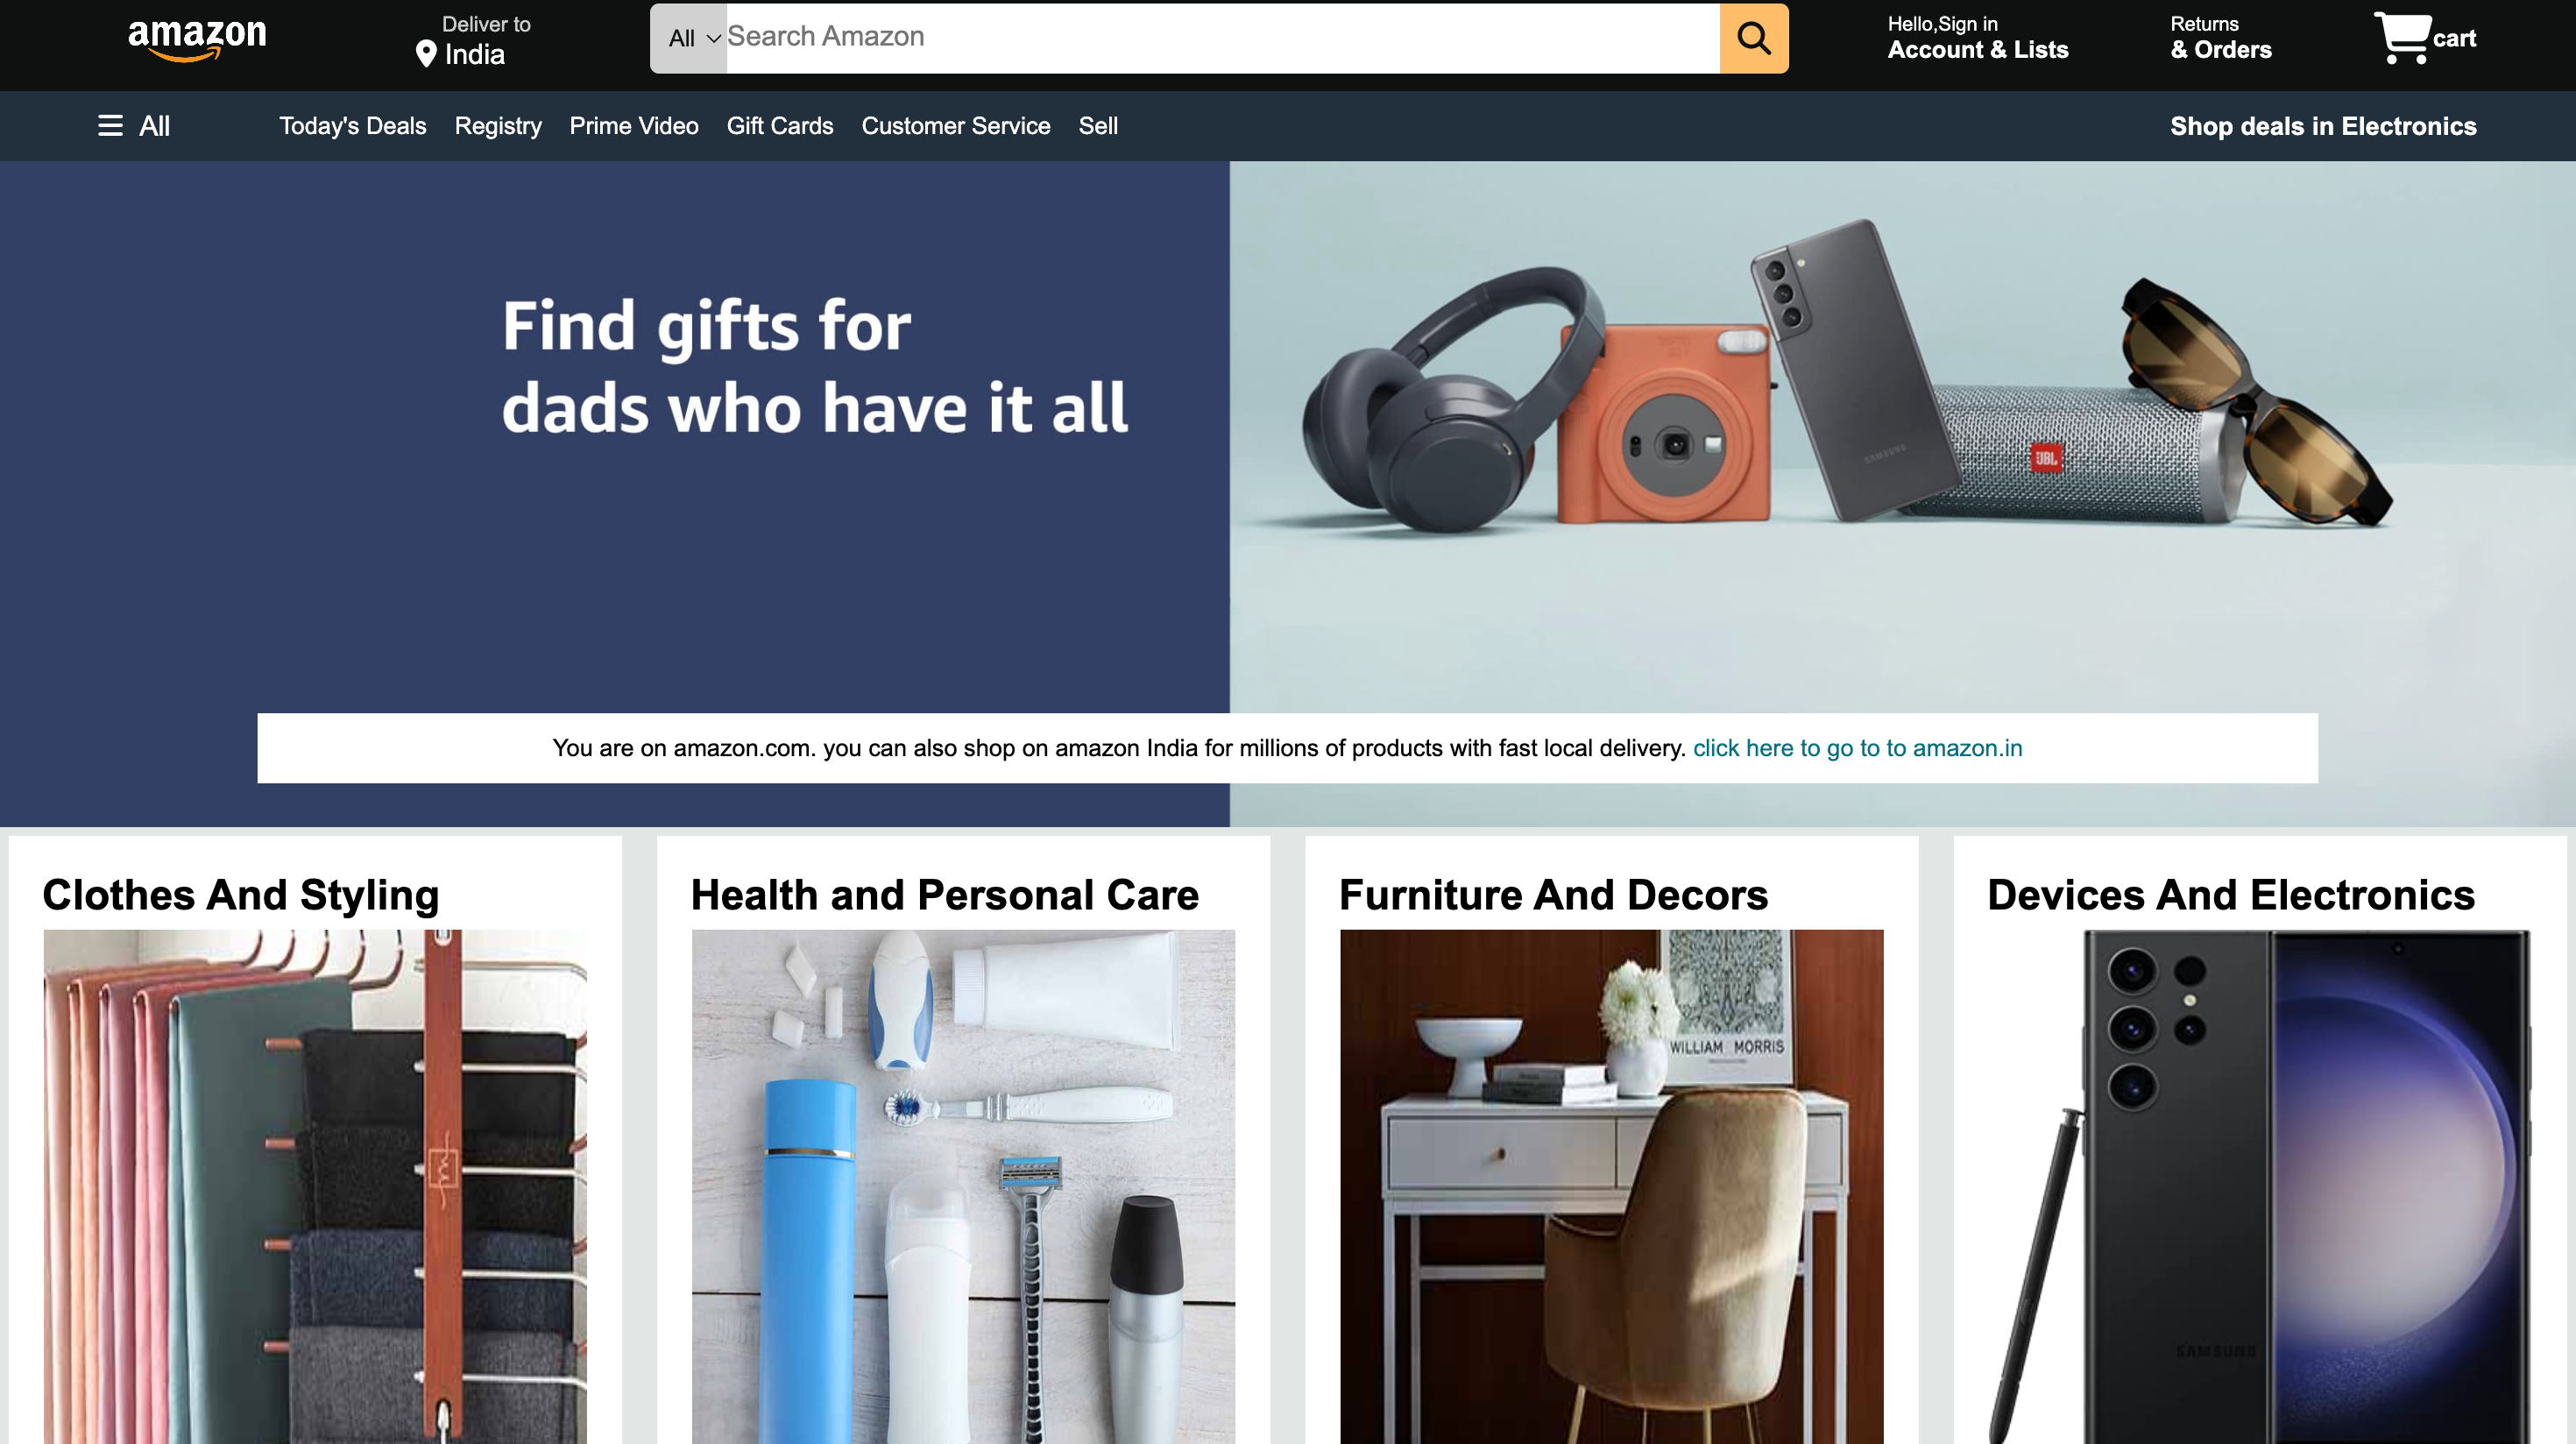 amazon
Deliver to
India
All
Search Amazon
Hello,Sign in
Account & Lists
Returns
& Orders
cart
All
Today's Deals
Registry
Prime Video
Gift Cards
Customer Service
Sell
Shop deals in Electronics
Find gifts for
dads who have it all
SAMSUNG
JBL
You are on amazon.com. you can also shop on amazon India for millions of products with fast local delivery. click here to go to to amazon.in
Clothes And Styling
Health and Personal Care
Furniture And Decors
Devices And Electronics
WILLIAM MORRIS
SAMSUNG